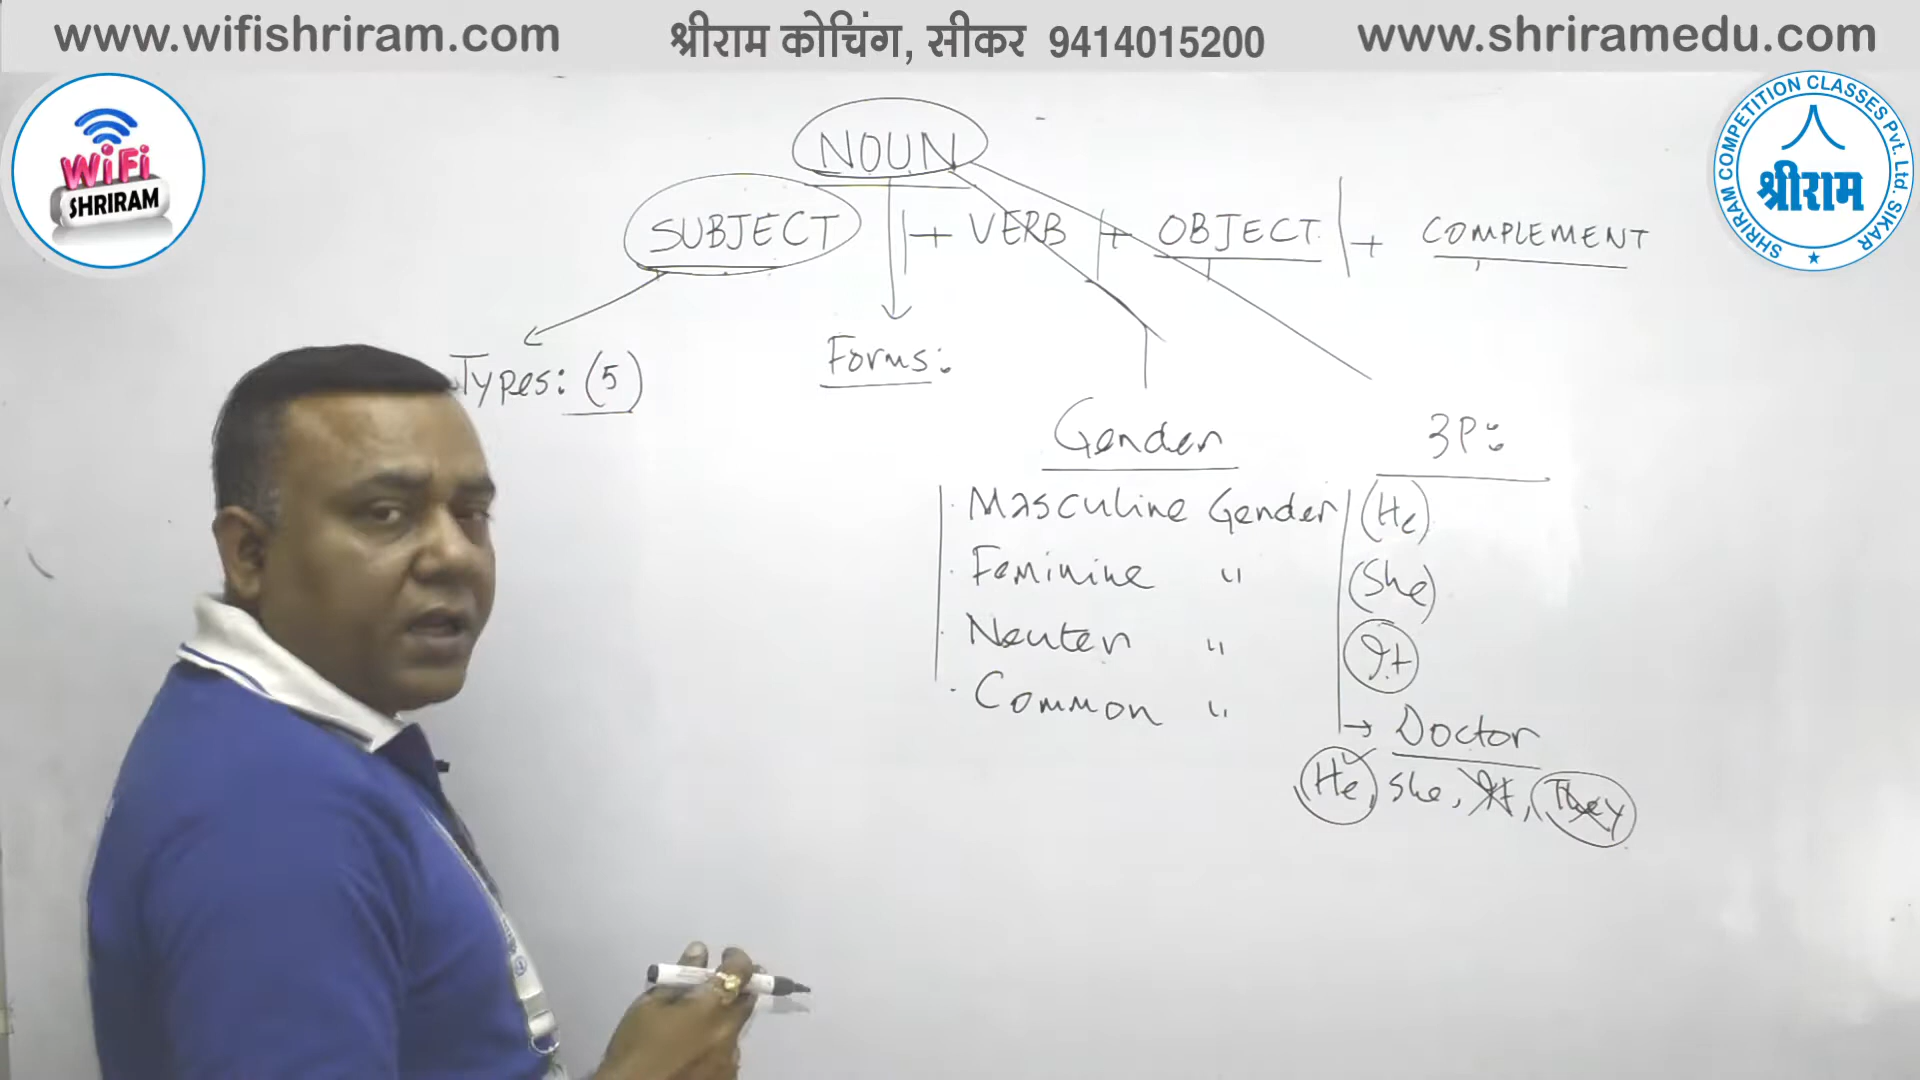 www.wifishriram.com
श्रीराम कोचिंग, सीकर 9414015200
www.shriramedu.com
WiFi
SHRIRAM
SHRIRAM COMPETITION CLASSES Pvt. Ltd. SIKAR
श्रीराम
NOUN
SUBJECT + VERB + OBJECT + COMPLEMENT
Types: (5)
Forms:
Gender
3P:
Masculine Gender (He)
Feminine " (She)
Neuter " It
Common " → Doctor
He, She, It, They